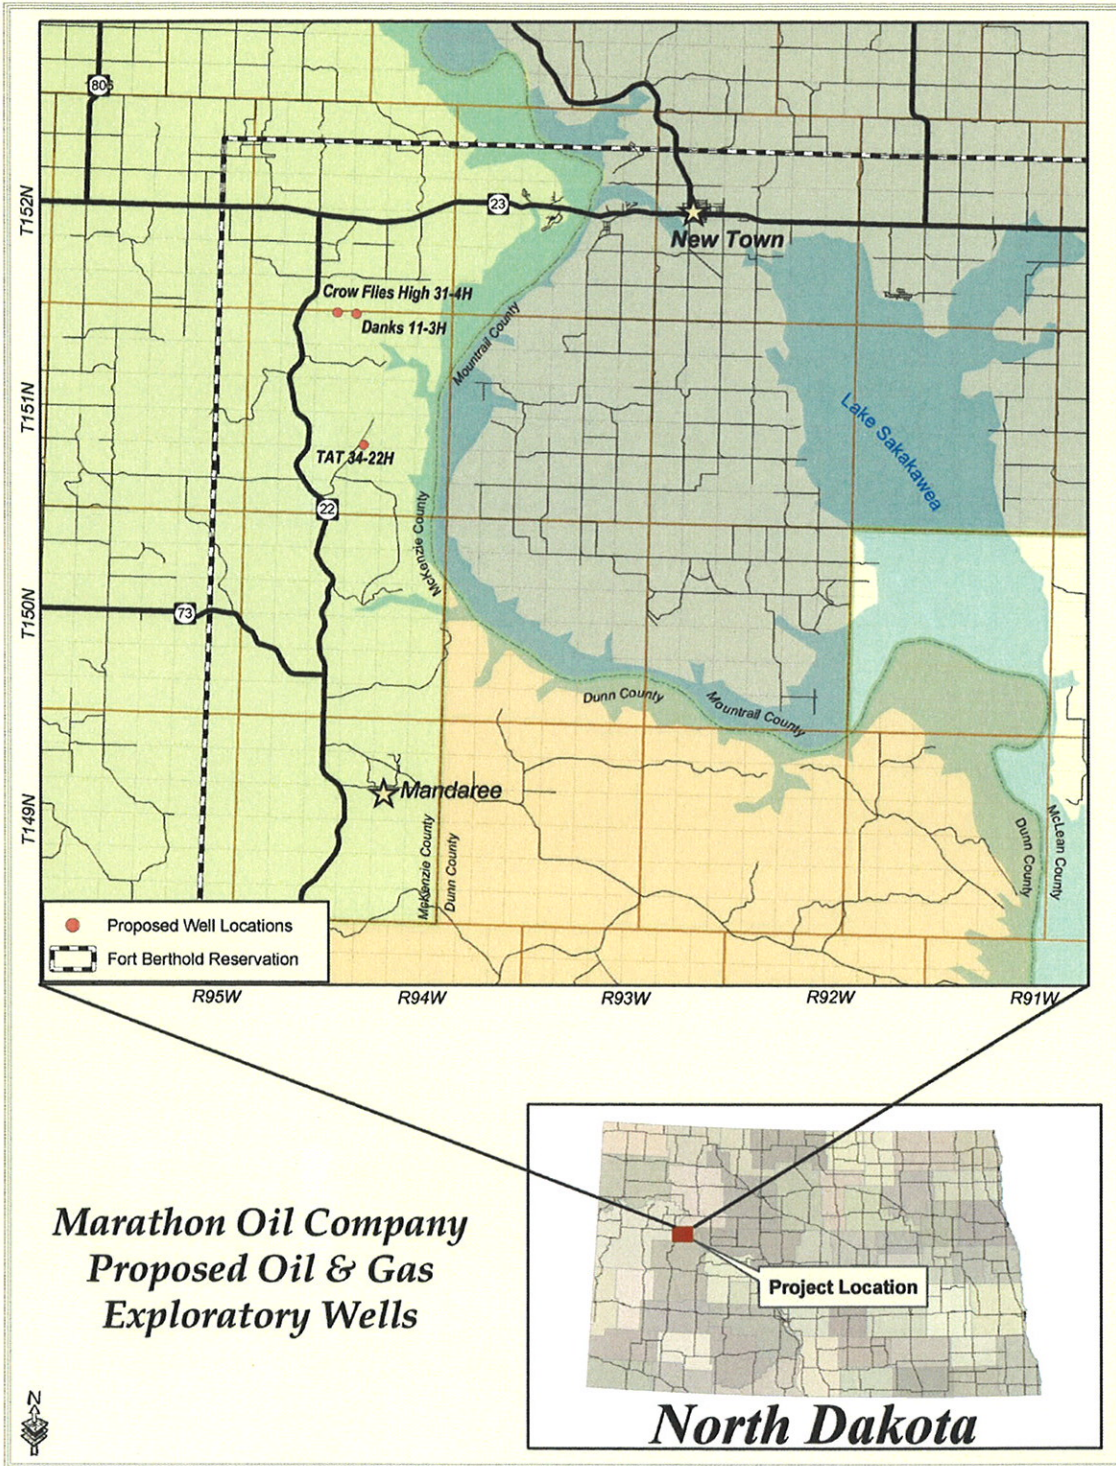 806
T152N
23
New Town
Crow Flies High 31-4H
Danks 11-3H
Mountrail County
T151N
Lake Sakakawea
TAT 34-22H
22
McKenzie County
T150N
73
Dunn County
Mountrail County
Mandaree
T149N
McKenzie County
Dunn County
Dunn County
McLean County
Proposed Well Locations
Fort Berthold Reservation
R95W
R94W
R93W
R92W
R91W
Marathon Oil Company
Proposed Oil & Gas
Exploratory Wells
Project Location
N
North Dakota